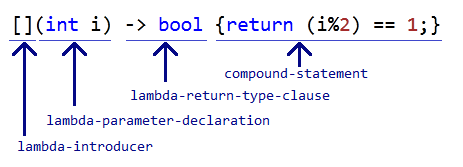 [](int i) -> bool {return (i%2) == 1;}
compound-statement
lambda-return-type-clause
lambda-parameter-declaration
lambda-introducer